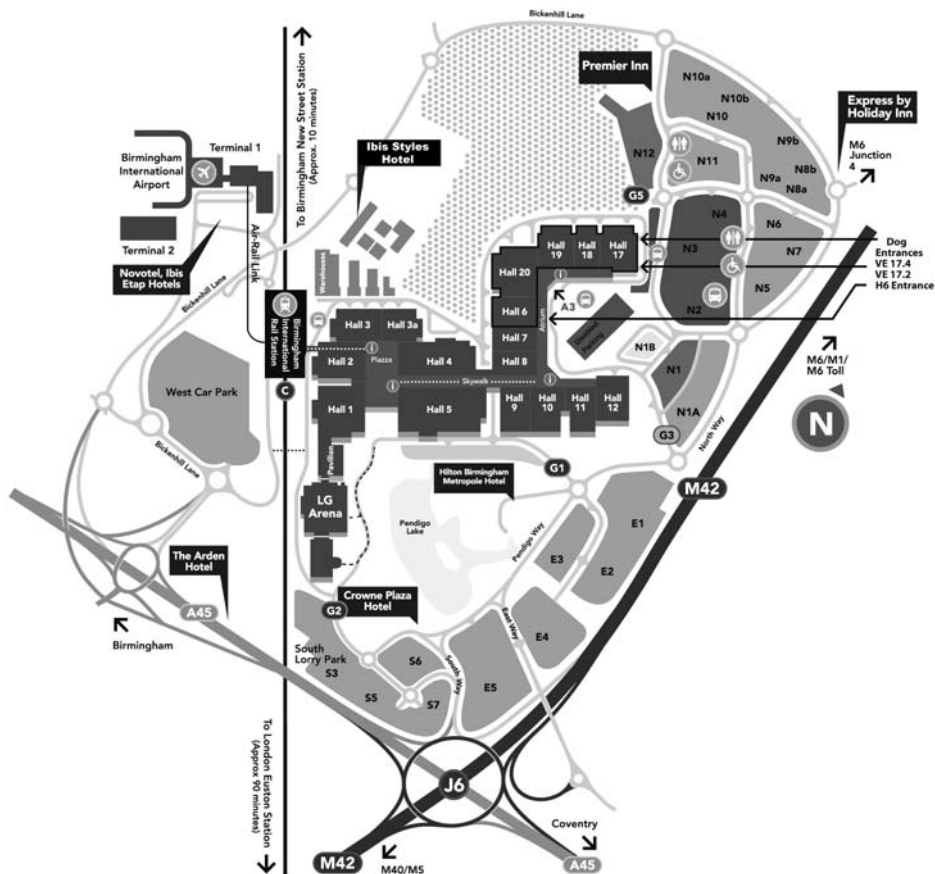 Bickenhill Lane
To Birmingham New Street Station
(Approx. 10 minutes)
Premier Inn
N10a
N10b
N10
Express by
Holiday Inn
N9b
M6
Junction
4
N8b
N9a
N8a
N12
N11
G5
Terminal 1
Birmingham
International
Airport
Ibis Styles
Hotel
Terminal 2
Air-Rail Link
Novotel, Ibis
Etap Hotels
Bickenhill Lane
Warehouses
Hall
19
Hall
18
Hall
17
Hall 20
N4
N3
N2
N6
N7
N5
Dog
Entrances
VE 17.4
VE 17.2
H6 Entrance
A3
Atrium
Disabled
Parking
Birmingham
International
Rail Station
C
Hall 3
Hall 3a
Hall 6
Hall 7
Hall 8
Hall 2
Piazza
Hall 4
Skywalk
Hall 1
Hall 5
Hall
9
Hall
10
Hall
11
Hall
12
N1B
N1
N1A
G3
North Way
M6/M1/
M6 Toll
N
West Car Park
Bickenhill Lane
Pavilion
LG
Arena
Pendigo
Lake
Hilton Birmingham
Metropole Hotel
G1
M42
E1
Pendigo Way
E3
E2
The Arden
Hotel
A45
Birmingham
G2
Crowne Plaza
Hotel
East Way
E4
South
Lorry Park
S3
S6
South Way
S5
S7
E5
J6
To London Euston Station
(Approx 90 minutes)
M42
M40/M5
Coventry
A45